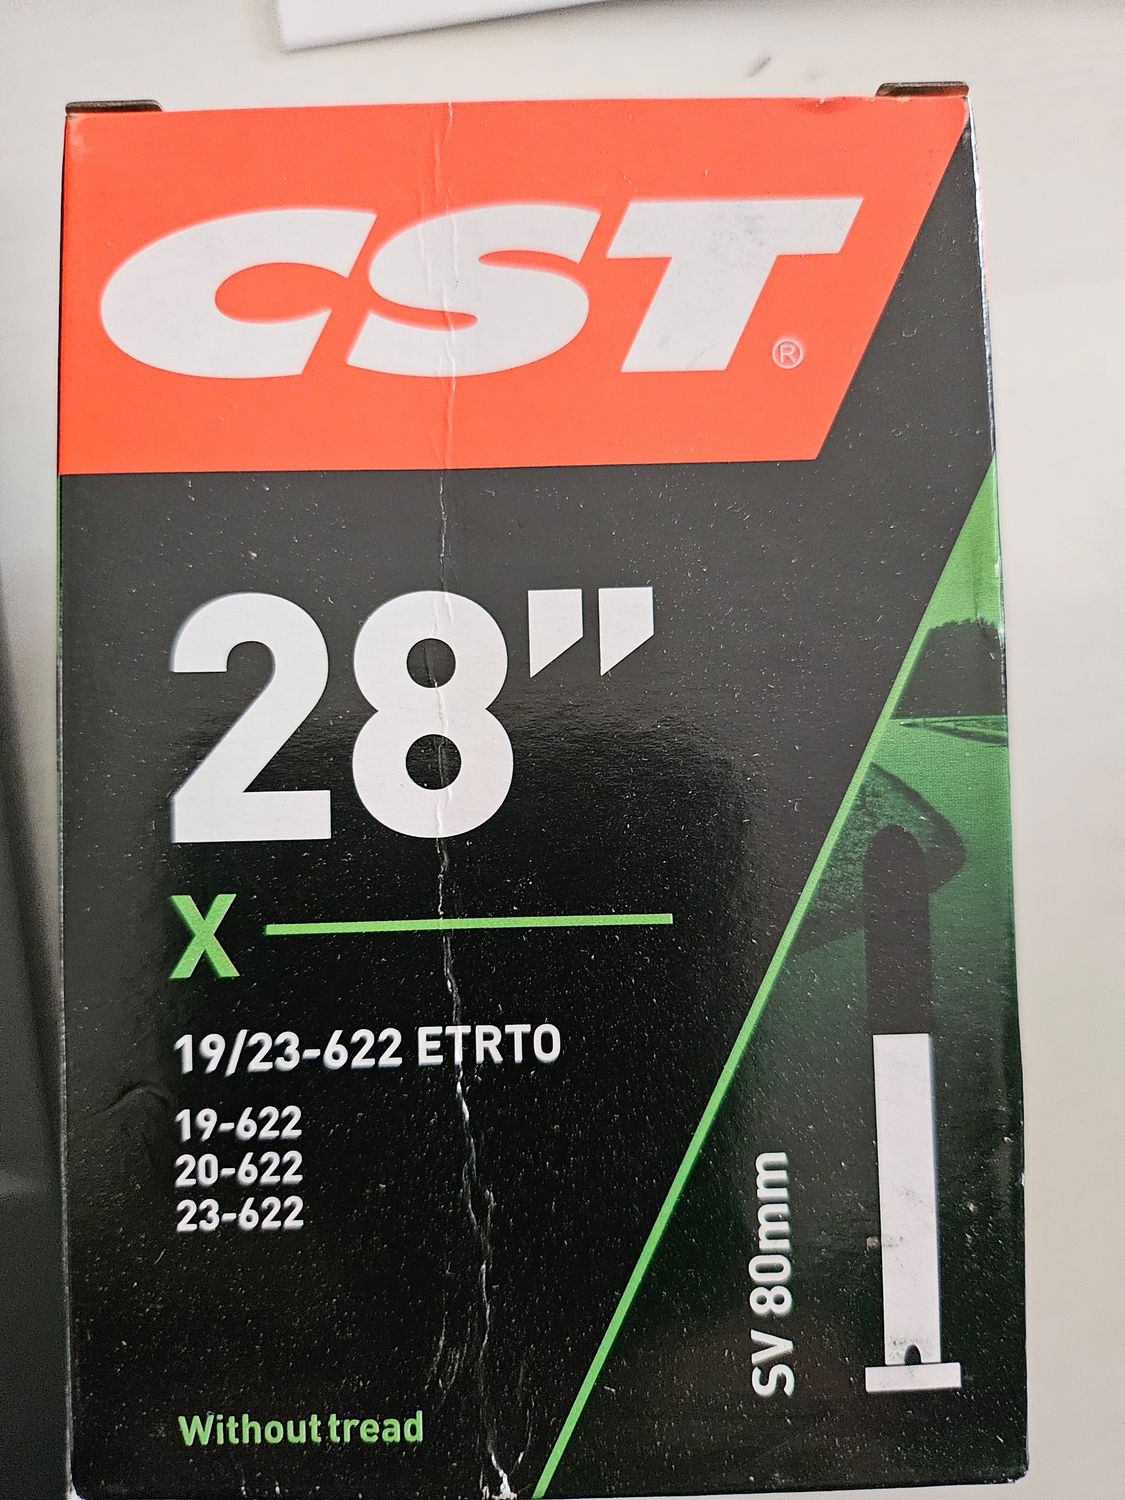 CST®
28”
X
19/23-622 ETRTO
19-622
20-622
23-622
SV 80mm
Without tread